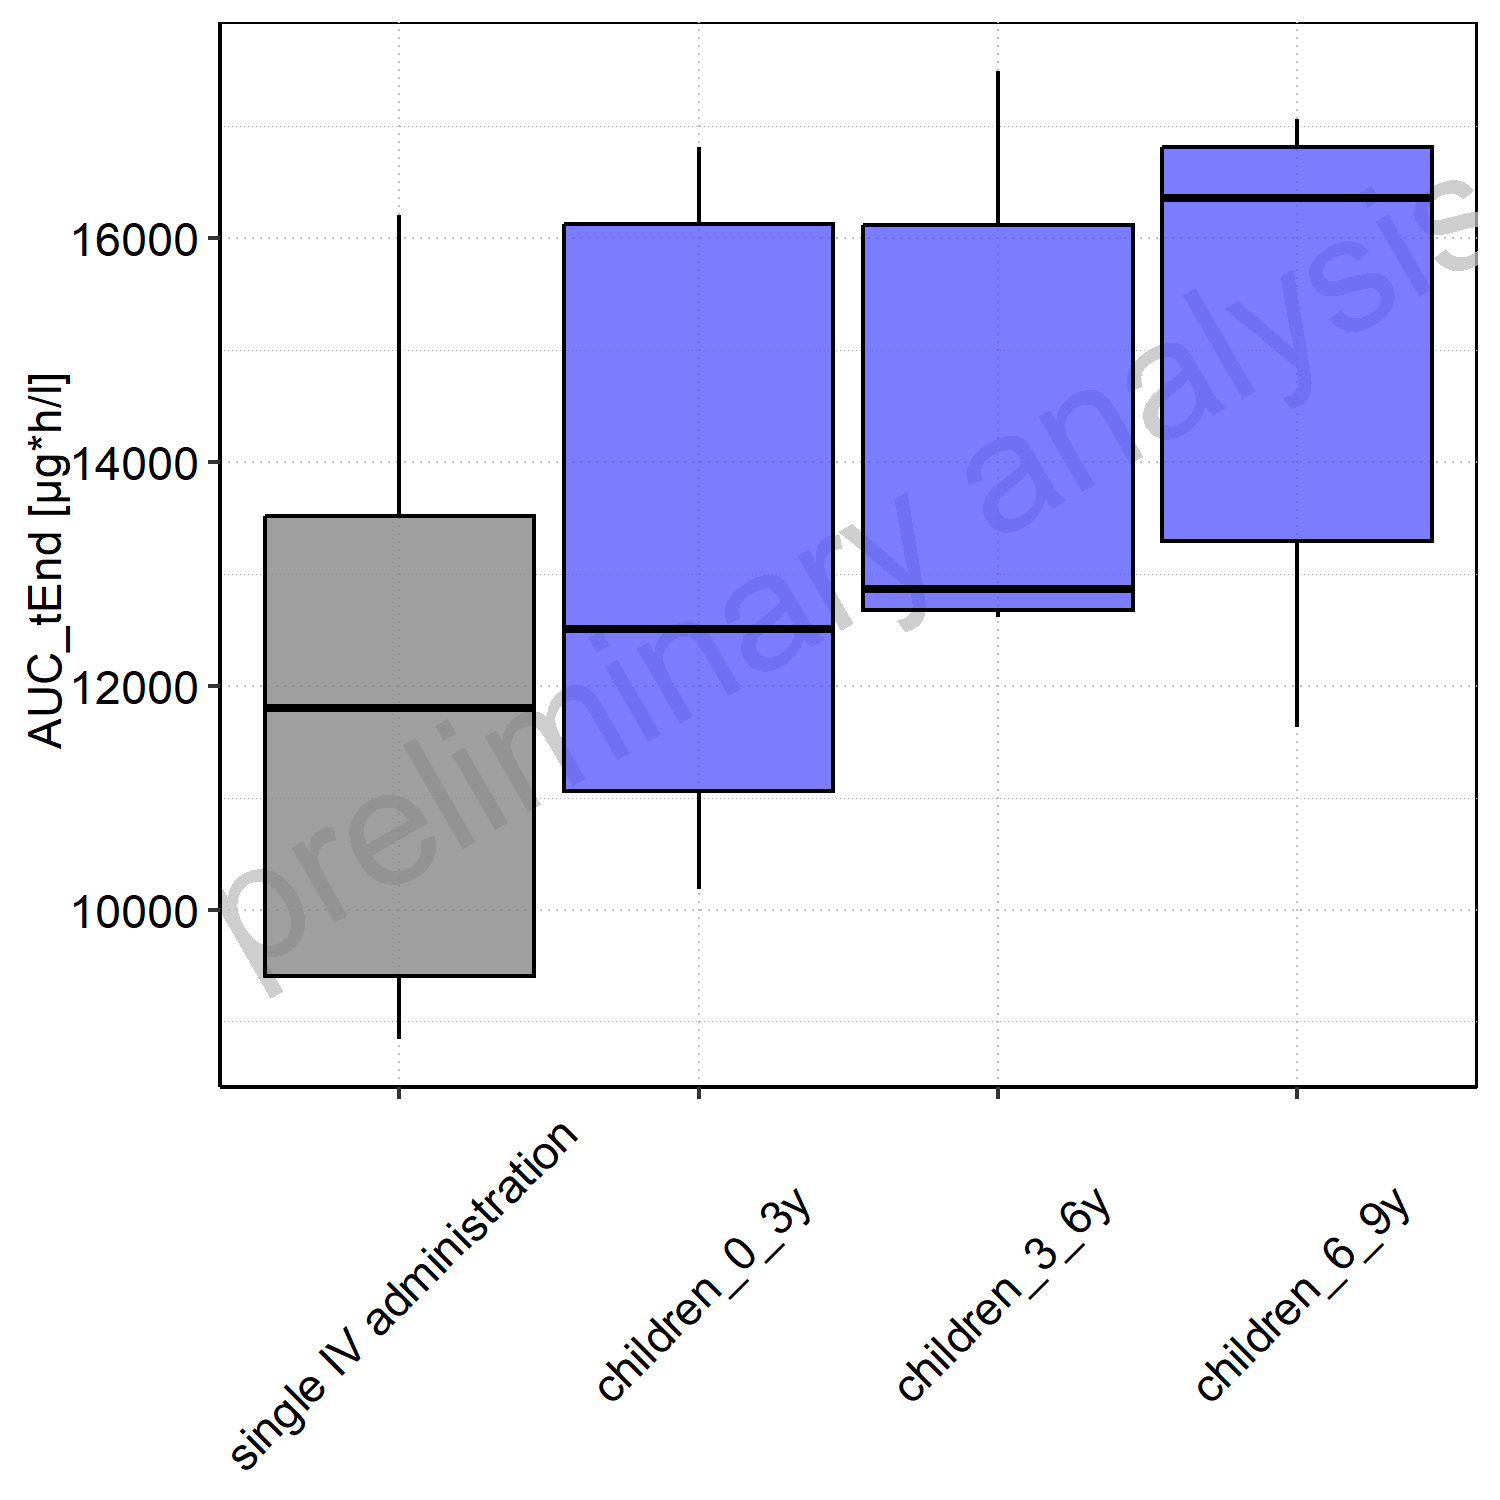 AUC_tEnd [µg*h/l]
16000
14000
12000
10000
preliminary analysis
single IV administration
children_0_3y
children_3_6y
children_6_9y